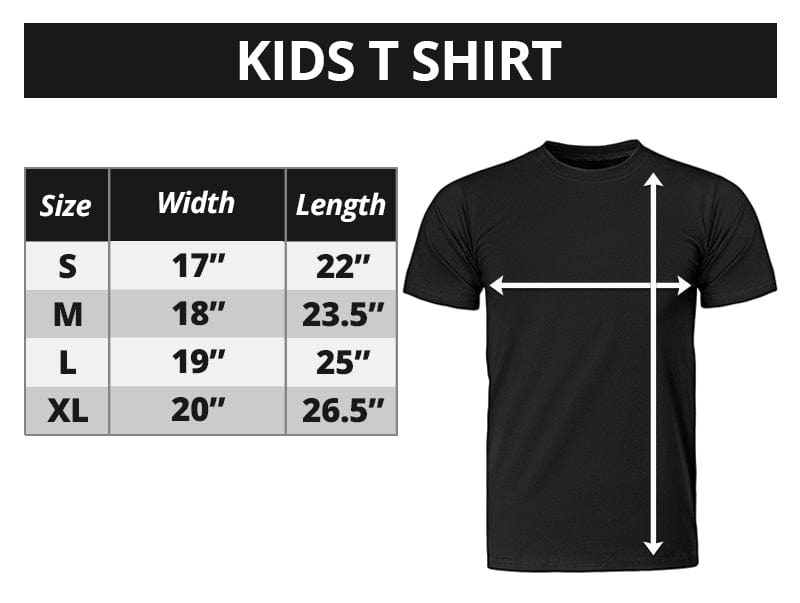 KIDS T SHIRT
Size Width Length
S 17” 22”
M 18” 23.5”
L 19” 25”
XL 20” 26.5”